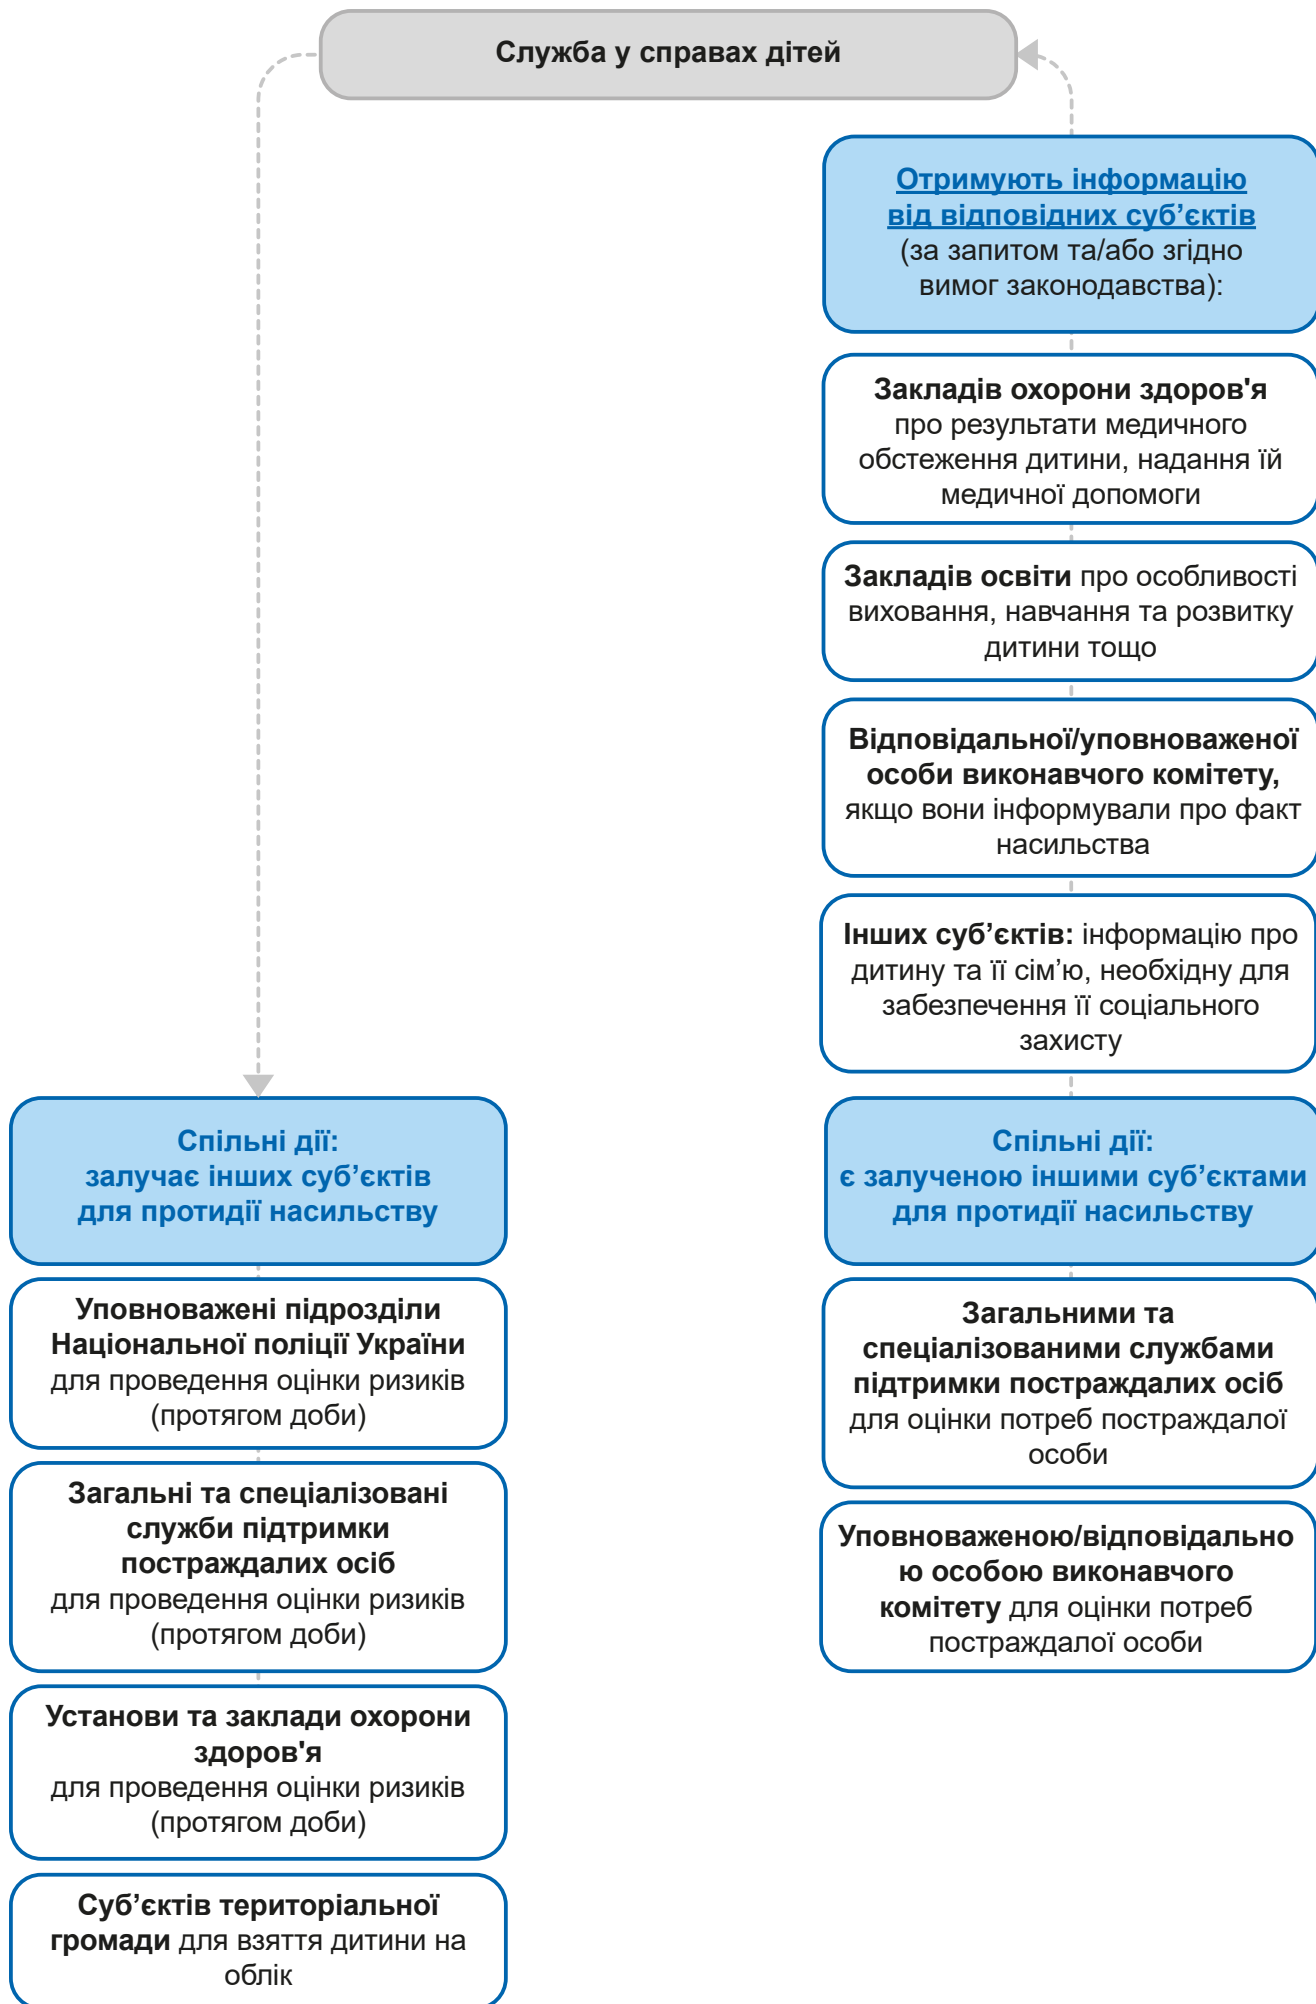 Служба у справах дітей
Отримують інформацію
від відповідних суб’єктів
(за запитом та/або згідно
вимог законодавства):
Закладів охорони здоров'я
про результати медичного
обстеження дитини, надання їй
медичної допомоги
Закладів освіти про особливості
виховання, навчання та розвитку
дитини тощо
Відповідальної/уповноваженої
особи виконавчого комітету,
якщо вони інформували про факт
насильства
Інших суб’єктів: інформацію про
дитину та її сім’ю, необхідну для
забезпечення її соціального
захисту
Спільні дії:
залучає інших суб’єктів
для протидії насильству
Уповноважені підрозділи
Національної поліції України
для проведення оцінки ризиків
(протягом доби)
Загальні та спеціалізовані
служби підтримки
постраждалих осіб
для проведення оцінки ризиків
(протягом доби)
Установи та заклади охорони
здоров'я
для проведення оцінки ризиків
(протягом доби)
Суб’єктів територіальної
громади для взяття дитини на
облік
Спільні дії:
є залученою іншими суб’єктами
для протидії насильству
Загальними та
спеціалізованими службами
підтримки постраждалих осіб
для оцінки потреб постраждалої
особи
Уповноваженою/відповідально
ю особою виконавчого
комітету для оцінки потреб
постраждалої особи